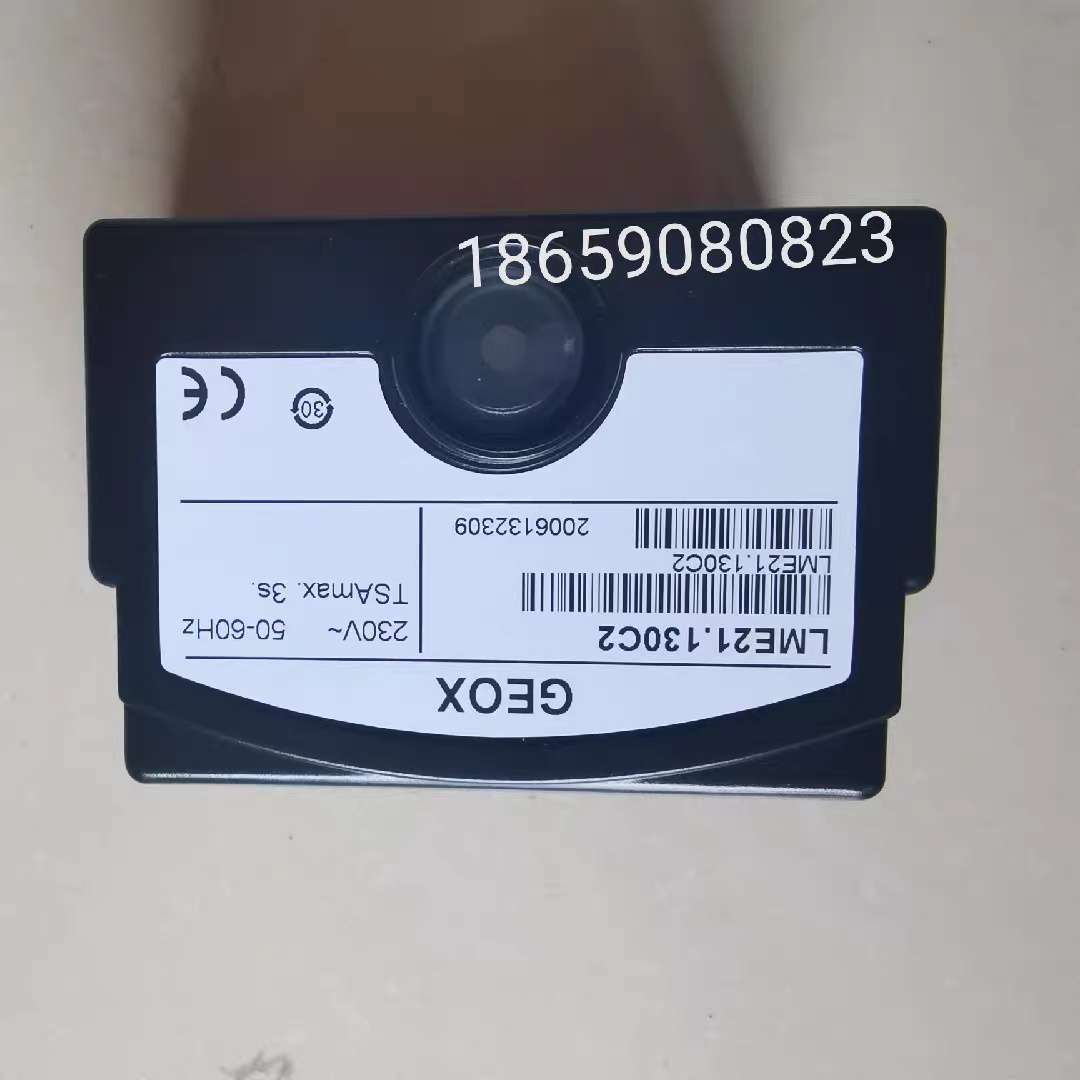 18659080823
GEOX
LME21.130C2
LME21.130C2
2006132309
230V~ 50-60Hz
TSAmax. 3s.
30
CE